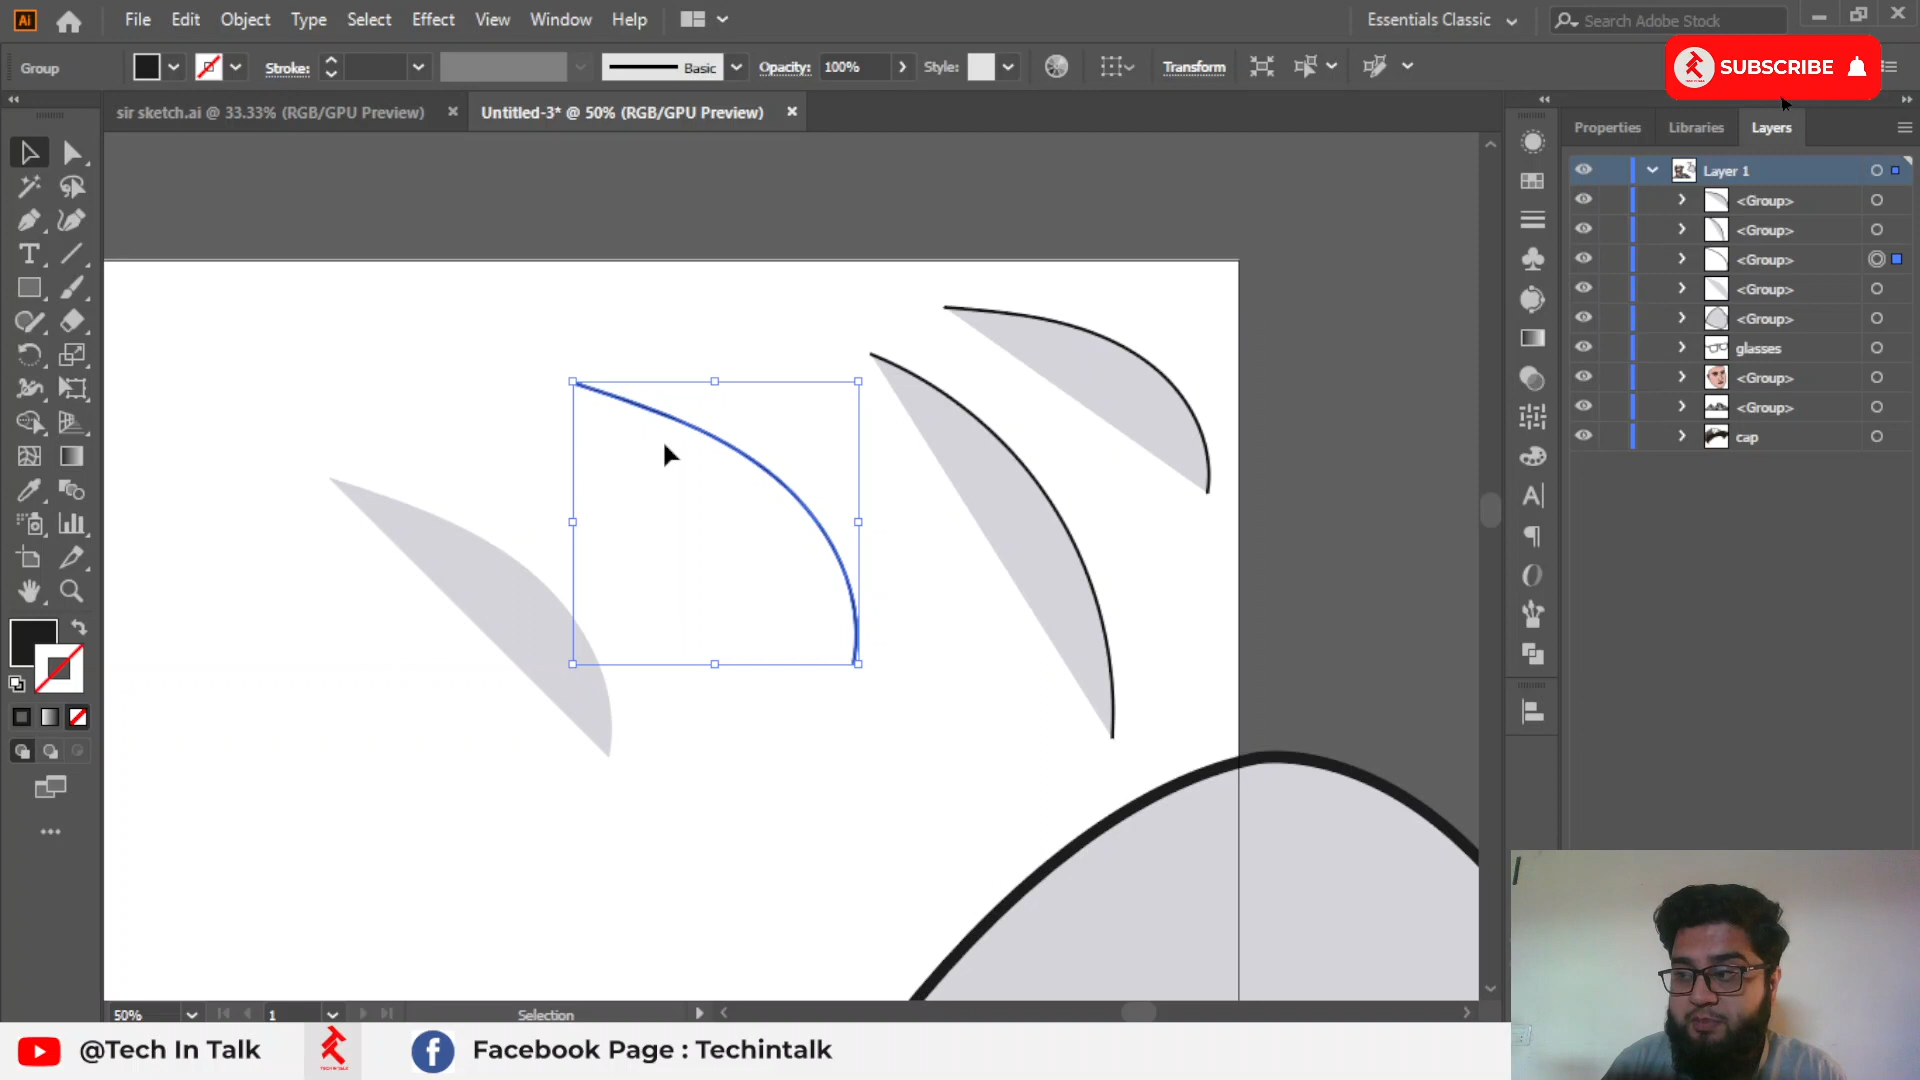 Ai File Edit Object Type Select Effect View Window Help Essentials Classic Search Adobe Stock
Group Stroke: Basic Opacity: 100% Style: Transform SUBSCRIBE
sir sketch.ai @ 33.33% (RGB/GPU Preview) Untitled-3* @ 50% (RGB/GPU Preview)
Properties Libraries Layers
Layer 1
<Group>
<Group>
<Group>
<Group>
<Group>
glasses
<Group>
<Group>
cap
50% 1 Selection
@Tech In Talk TECH IN TALK Facebook Page : Techintalk